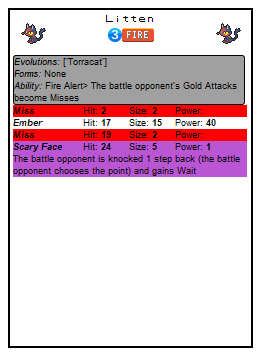 Litten
3 FIRE
Evolutions: ['Torracat']
Forms: None
Ability: Fire Alert> The battle opponent's Gold Attacks
become Misses
Miss Hit: 2 Size: 2 Power:
Ember Hit: 17 Size: 15 Power: 40
Miss Hit: 19 Size: 2 Power:
Scary Face Hit: 24 Size: 5 Power: 1
The battle opponent is knocked 1 step back (the battle
opponent chooses the point) and gains Wait